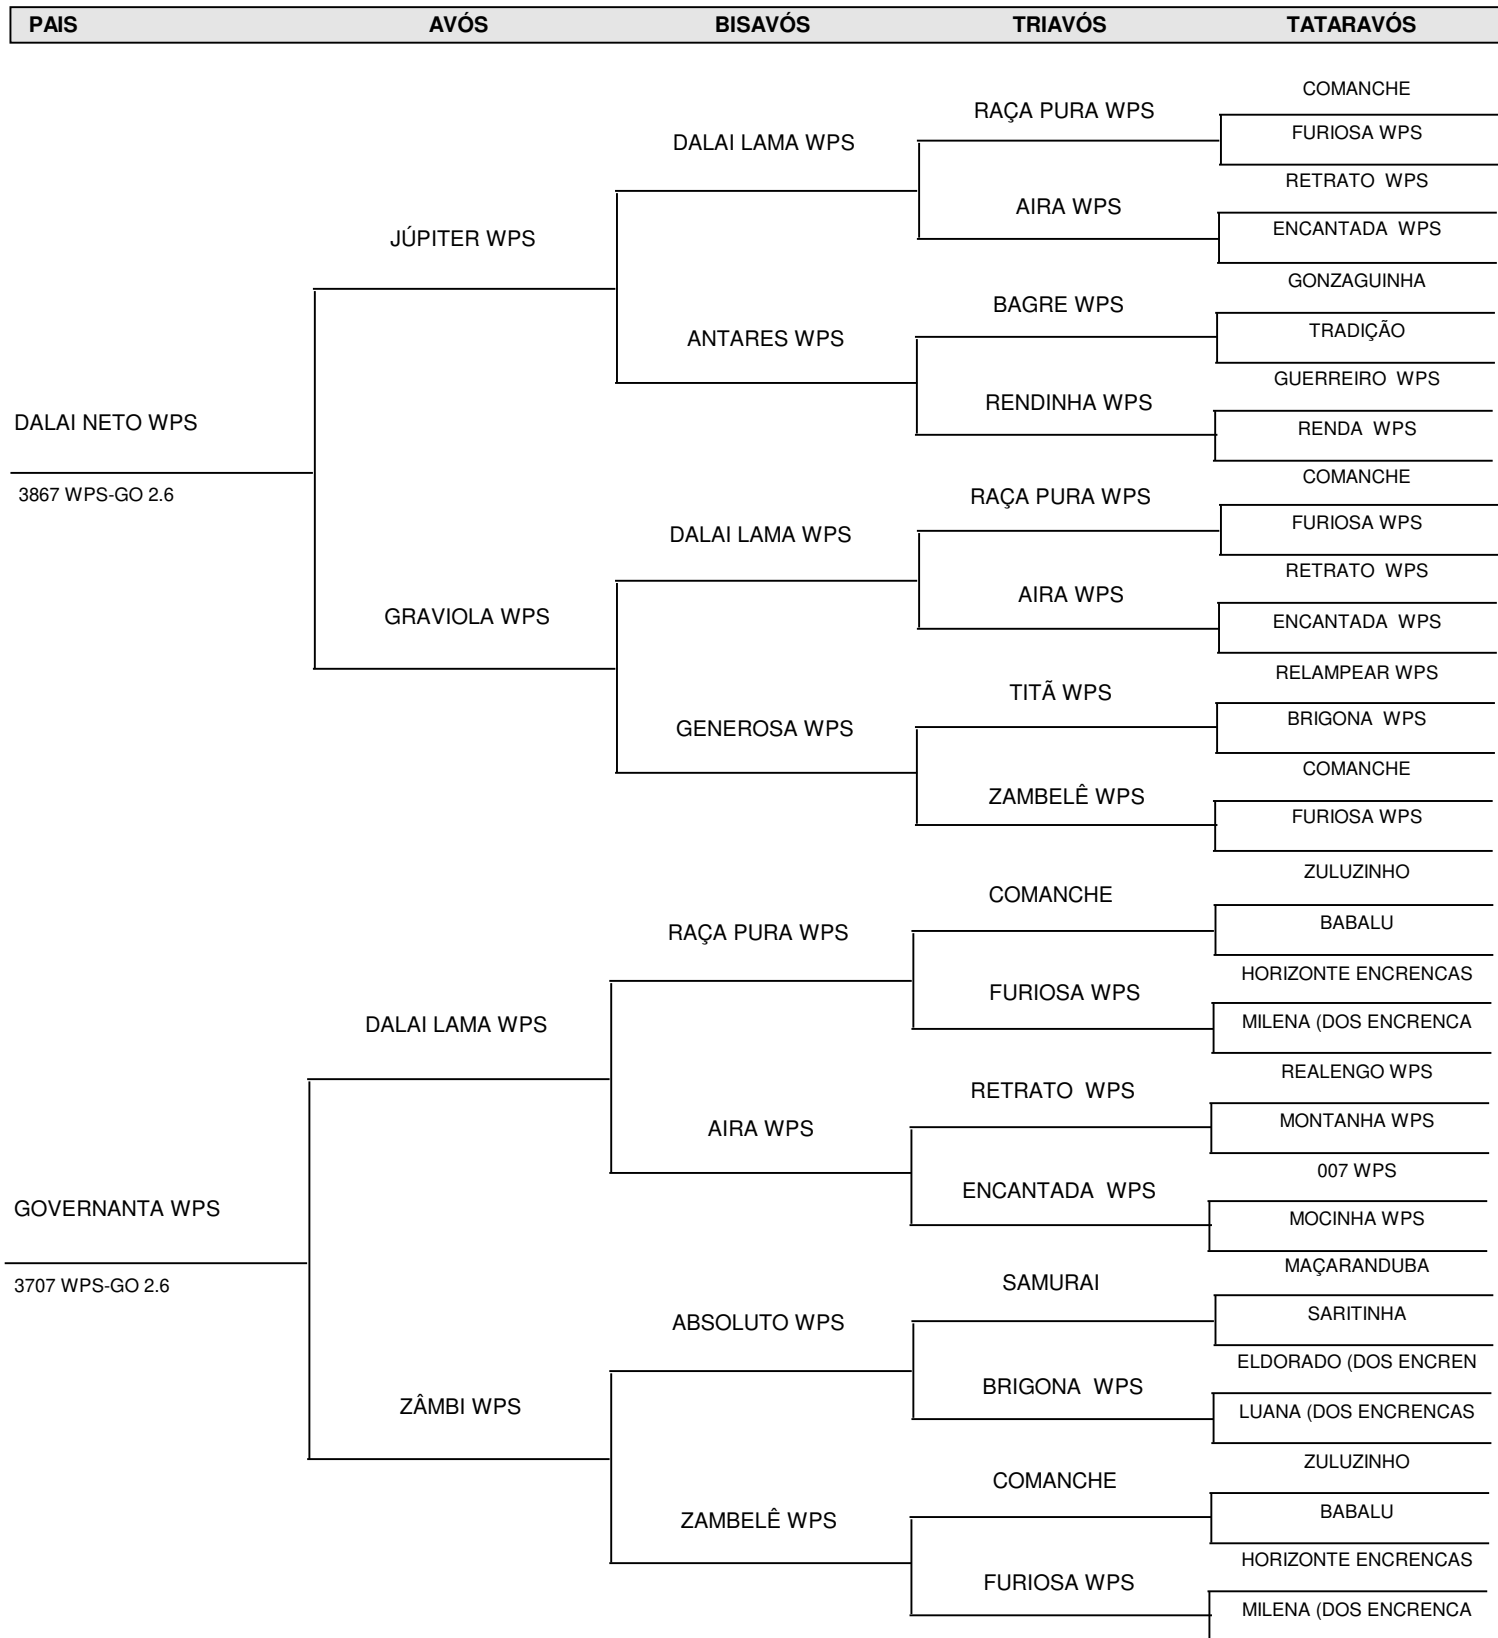 PAIS AVÓS BISAVÓS TRIAVÓS TATARAVÓS
COMANCHE
RAÇA PURA WPS
FURIOSA WPS
DALAI LAMA WPS
RETRATO WPS
AIRA WPS
ENCANTADA WPS
JÚPITER WPS
GONZAGUINHA
BAGRE WPS
TRADIÇÃO
ANTARES WPS
GUERREIRO WPS
RENDINHA WPS
RENDA WPS
DALAI NETO WPS
3867 WPS-GO 2.6
COMANCHE
RAÇA PURA WPS
FURIOSA WPS
DALAI LAMA WPS
RETRATO WPS
AIRA WPS
ENCANTADA WPS
GRAVIOLA WPS
RELAMPEAR WPS
TITÃ WPS
BRIGONA WPS
GENEROSA WPS
COMANCHE
ZAMBELÊ WPS
FURIOSA WPS
ZULUZINHO
COMANCHE
BABALU
RAÇA PURA WPS
HORIZONTE ENCRENCAS
FURIOSA WPS
MILENA (DOS ENCRENCA
DALAI LAMA WPS
REALENGO WPS
RETRATO WPS
MONTANHA WPS
AIRA WPS
007 WPS
ENCANTADA WPS
MOCINHA WPS
GOVERNANTA WPS
3707 WPS-GO 2.6
MAÇARANDUBA
SAMURAI
SARITINHA
ABSOLUTO WPS
ELDORADO (DOS ENCREN
BRIGONA WPS
LUANA (DOS ENCRENCAS
ZÂMBI WPS
ZULUZINHO
COMANCHE
BABALU
ZAMBELÊ WPS
HORIZONTE ENCRENCAS
FURIOSA WPS
MILENA (DOS ENCRENCA